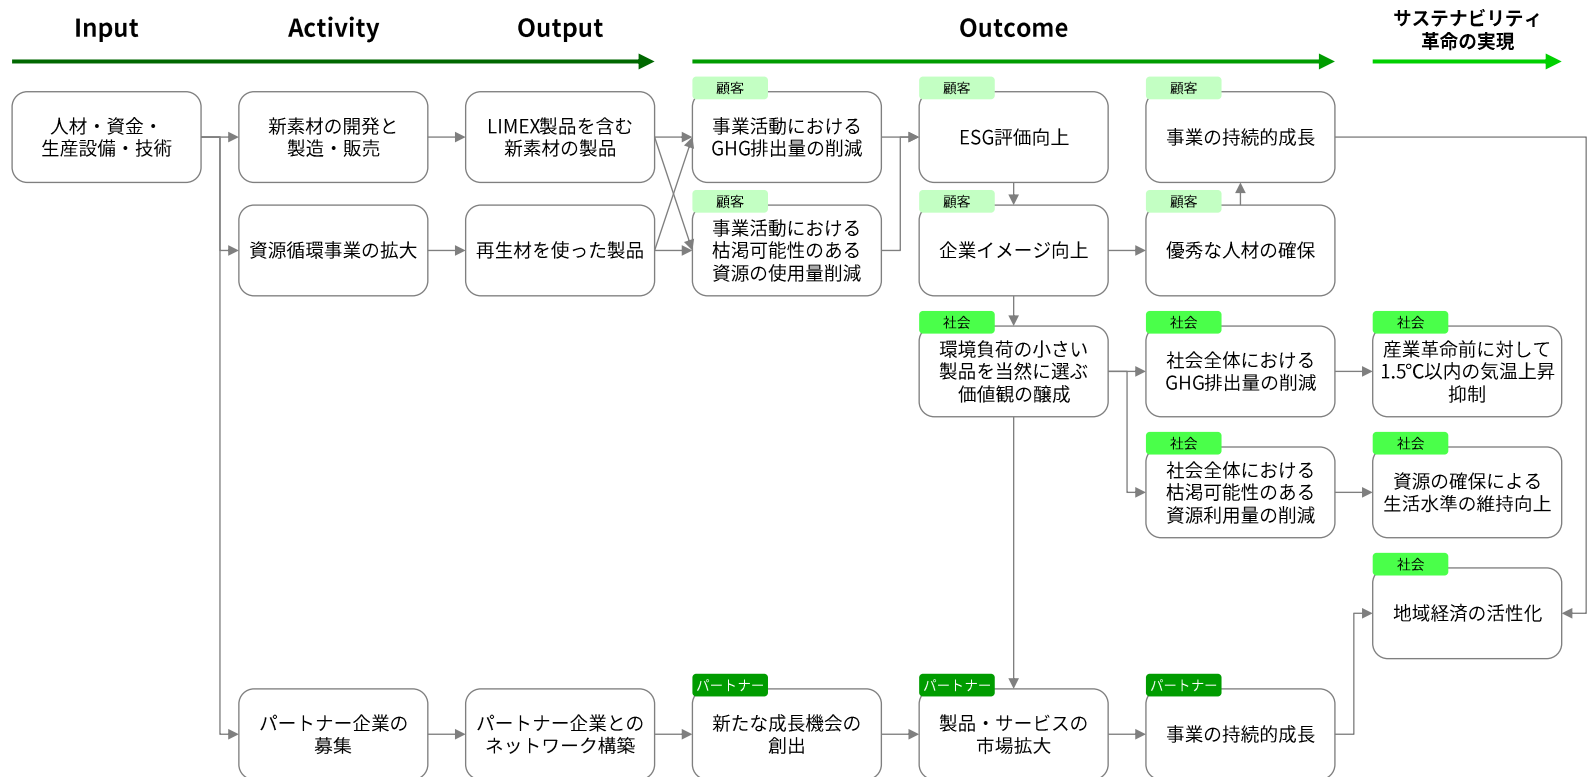 Input
Activity
Output
Outcome
サステナビリティ
革命の実現
人材・資金・
生産設備・技術
新素材の開発と
製造・販売
LIMEX製品を含む
新素材の製品
顧客
事業活動における
GHG排出量の削減
顧客
ESG評価向上
顧客
事業の持続的成長
資源循環事業の拡大
再生材を使った製品
顧客
事業活動における
枯渇可能性のある
資源の使用量削減
顧客
企業イメージ向上
顧客
優秀な人材の確保
社会
環境負荷の小さい
製品を当然に選ぶ
価値観の醸成
社会
社会全体における
GHG排出量の削減
社会
産業革命前に対して
1.5℃以内の気温上昇
抑制
社会
社会全体における
枯渇可能性のある
資源利用量の削減
社会
資源の確保による
生活水準の維持向上
社会
地域経済の活性化
パートナー企業の
募集
パートナー企業との
ネットワーク構築
パートナー
新たな成長機会の
創出
パートナー
製品・サービスの
市場拡大
パートナー
事業の持続的成長